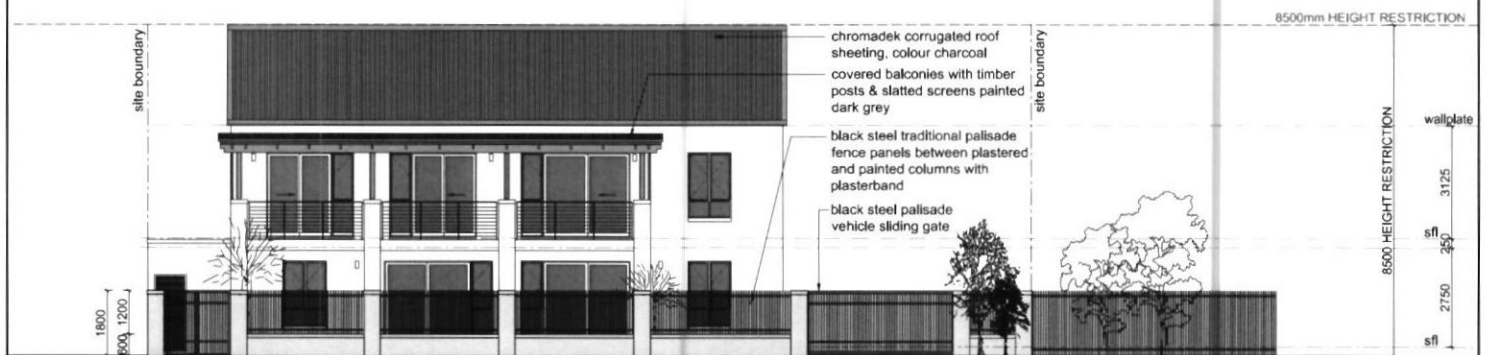 8500mm HEIGHT RESTRICTION
site boundary
chromadek corrugated roof
sheeting, colour charcoal
covered balconies with timber
posts & slatted screens painted
dark grey
black steel traditional palisade
fence panels between plastered
and painted columns with
plasterband
black steel palisade
vehicle sliding gate
site boundary
8500 HEIGHT RESTRICTION
wallplate
3125
sfl
250
2750
sfl
1800
1200
600